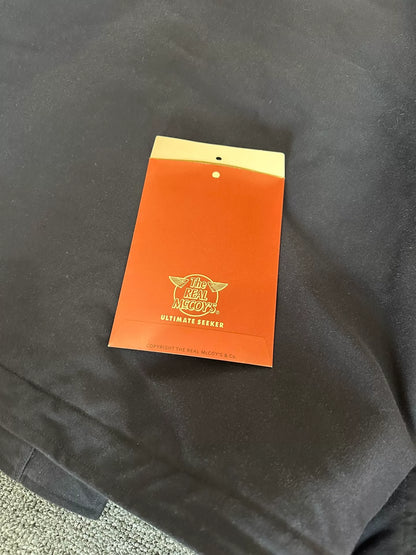 The
REAL
McCOY'S®
ULTIMATE SEEKER
COPYRIGHT THE REAL McCOY'S & Co.